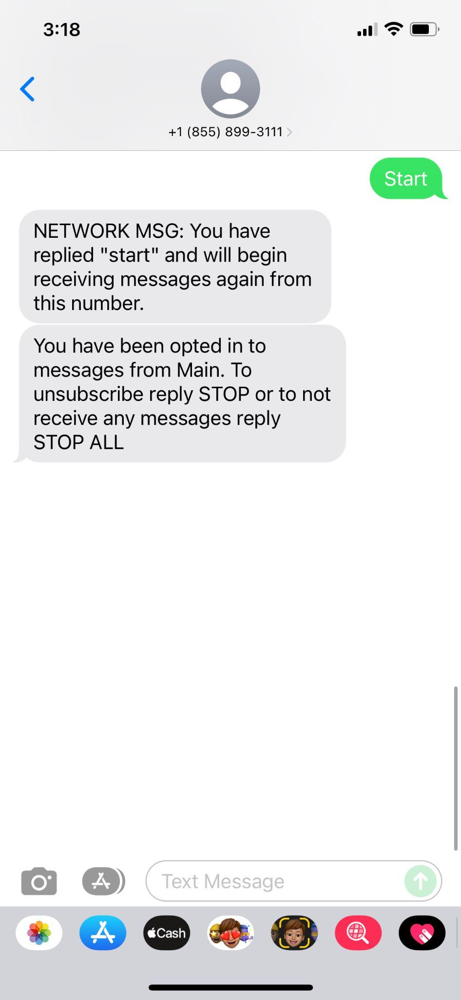 3:18
+1 (855) 899-3111
Start
NETWORK MSG: You have
replied "start" and will begin
receiving messages again from
this number.
You have been opted in to
messages from Main. To
unsubscribe reply STOP or to not
receive any messages reply
STOP ALL
Text Message
Cash